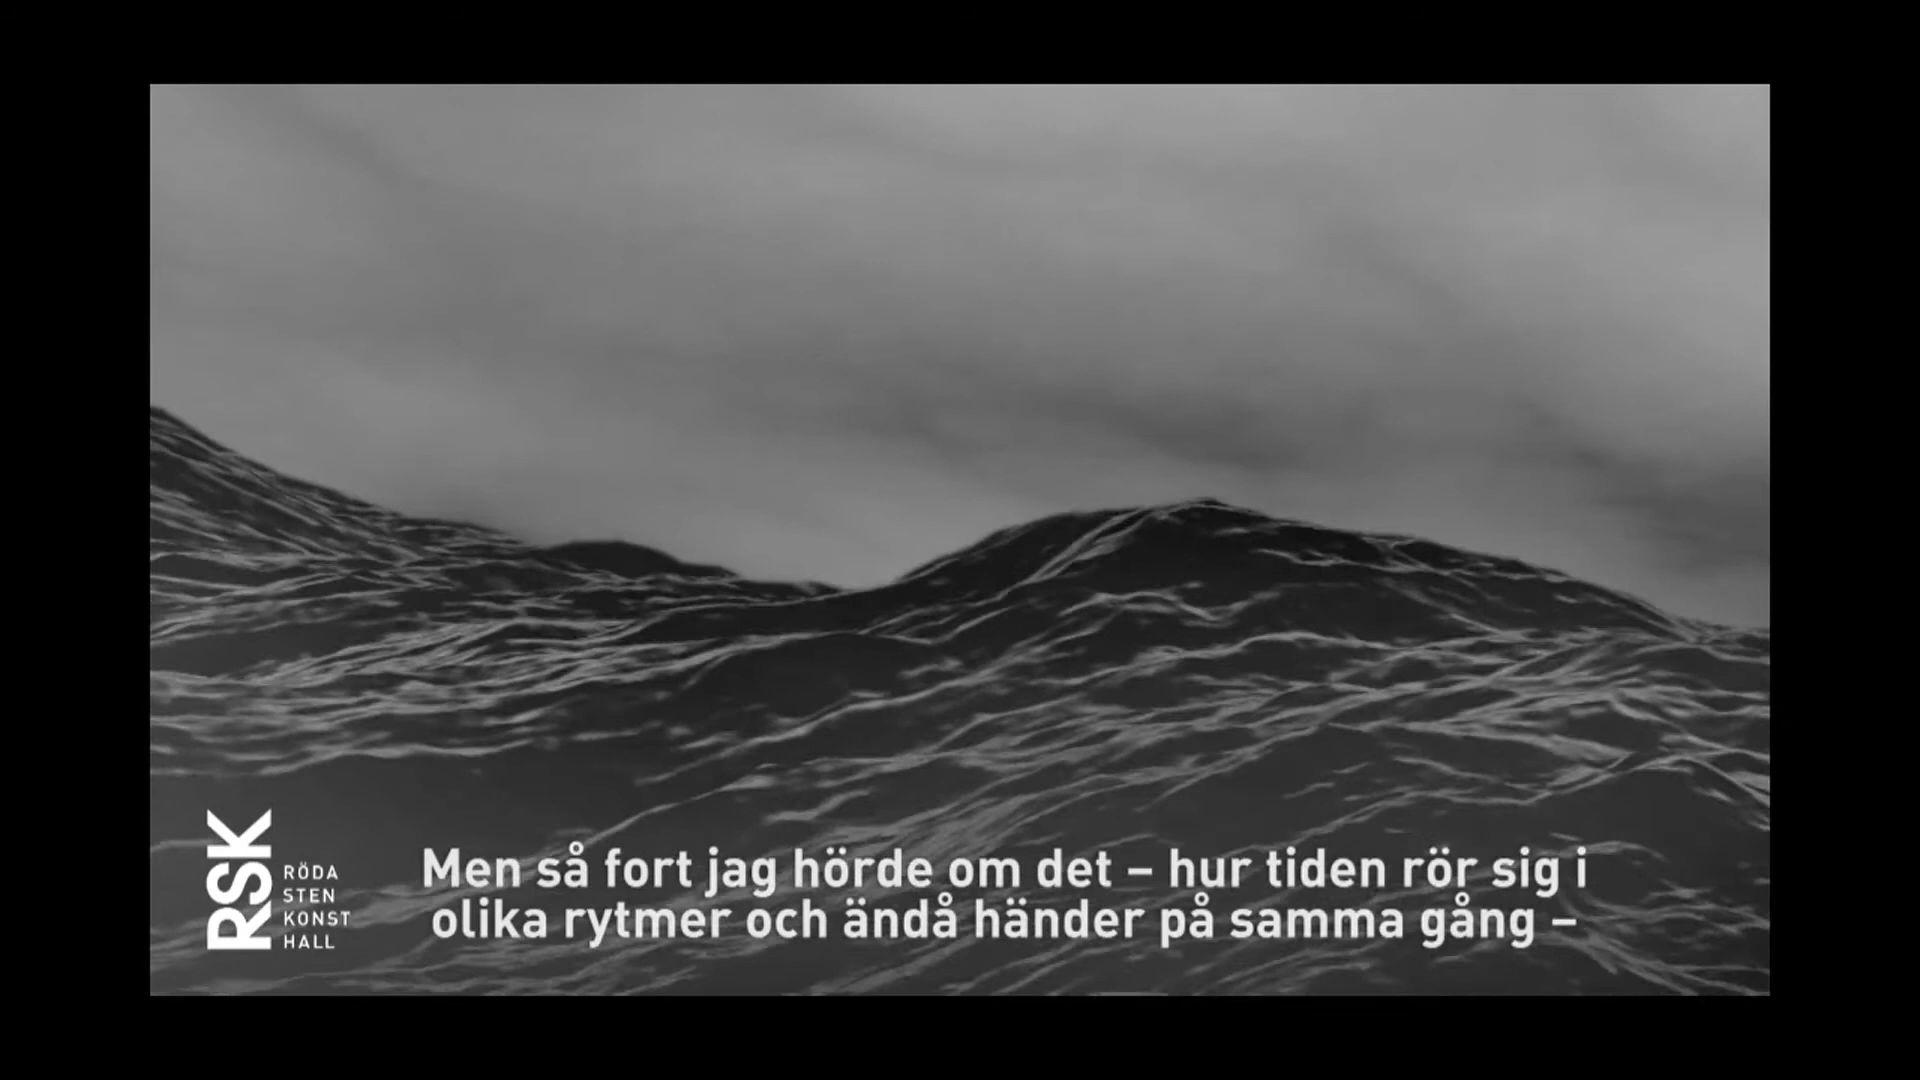 RSK
RÖDA
STEN
KONST
HALL
Men så fort jag hörde om det – hur tiden rör sig i
olika rytmer och ändå händer på samma gång –